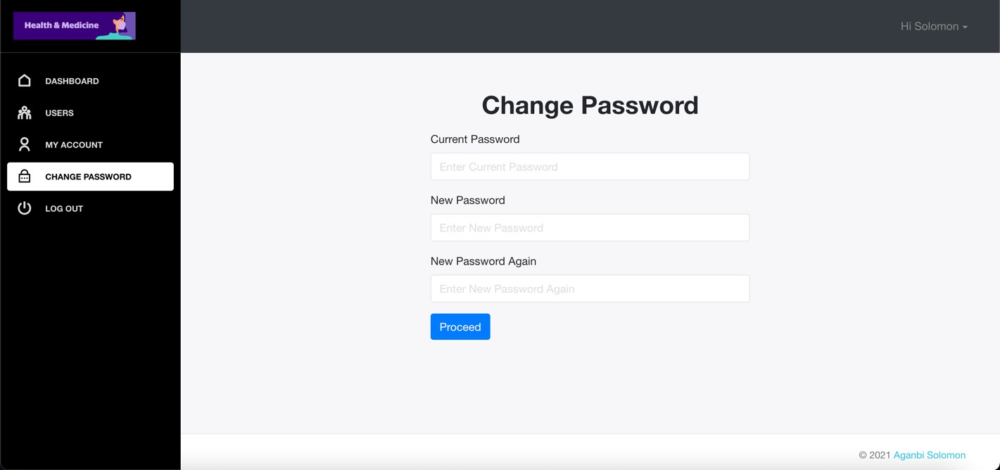 Health & Medicine
Hi Solomon
DASHBOARD
USERS
MY ACCOUNT
CHANGE PASSWORD
LOG OUT
Change Password
Current Password
Enter Current Password
New Password
Enter New Password
New Password Again
Enter New Password Again
Proceed
© 2021 Aganbi Solomon